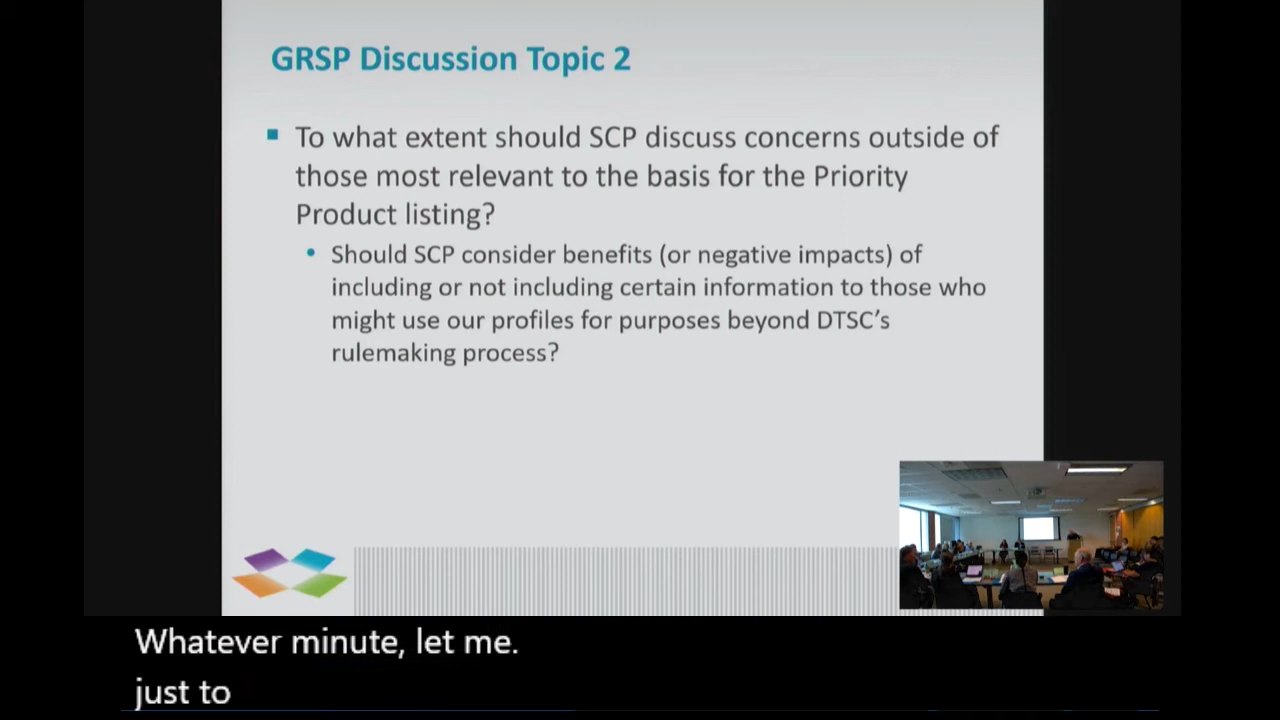 GRSP Discussion Topic 2
To what extent should SCP discuss concerns outside of
those most relevant to the basis for the Priority
Product listing?
Should SCP consider benefits (or negative impacts) of
including or not including certain information to those who
might use our profiles for purposes beyond DTSC's
rulemaking process?
Whatever minute, let me.
just to